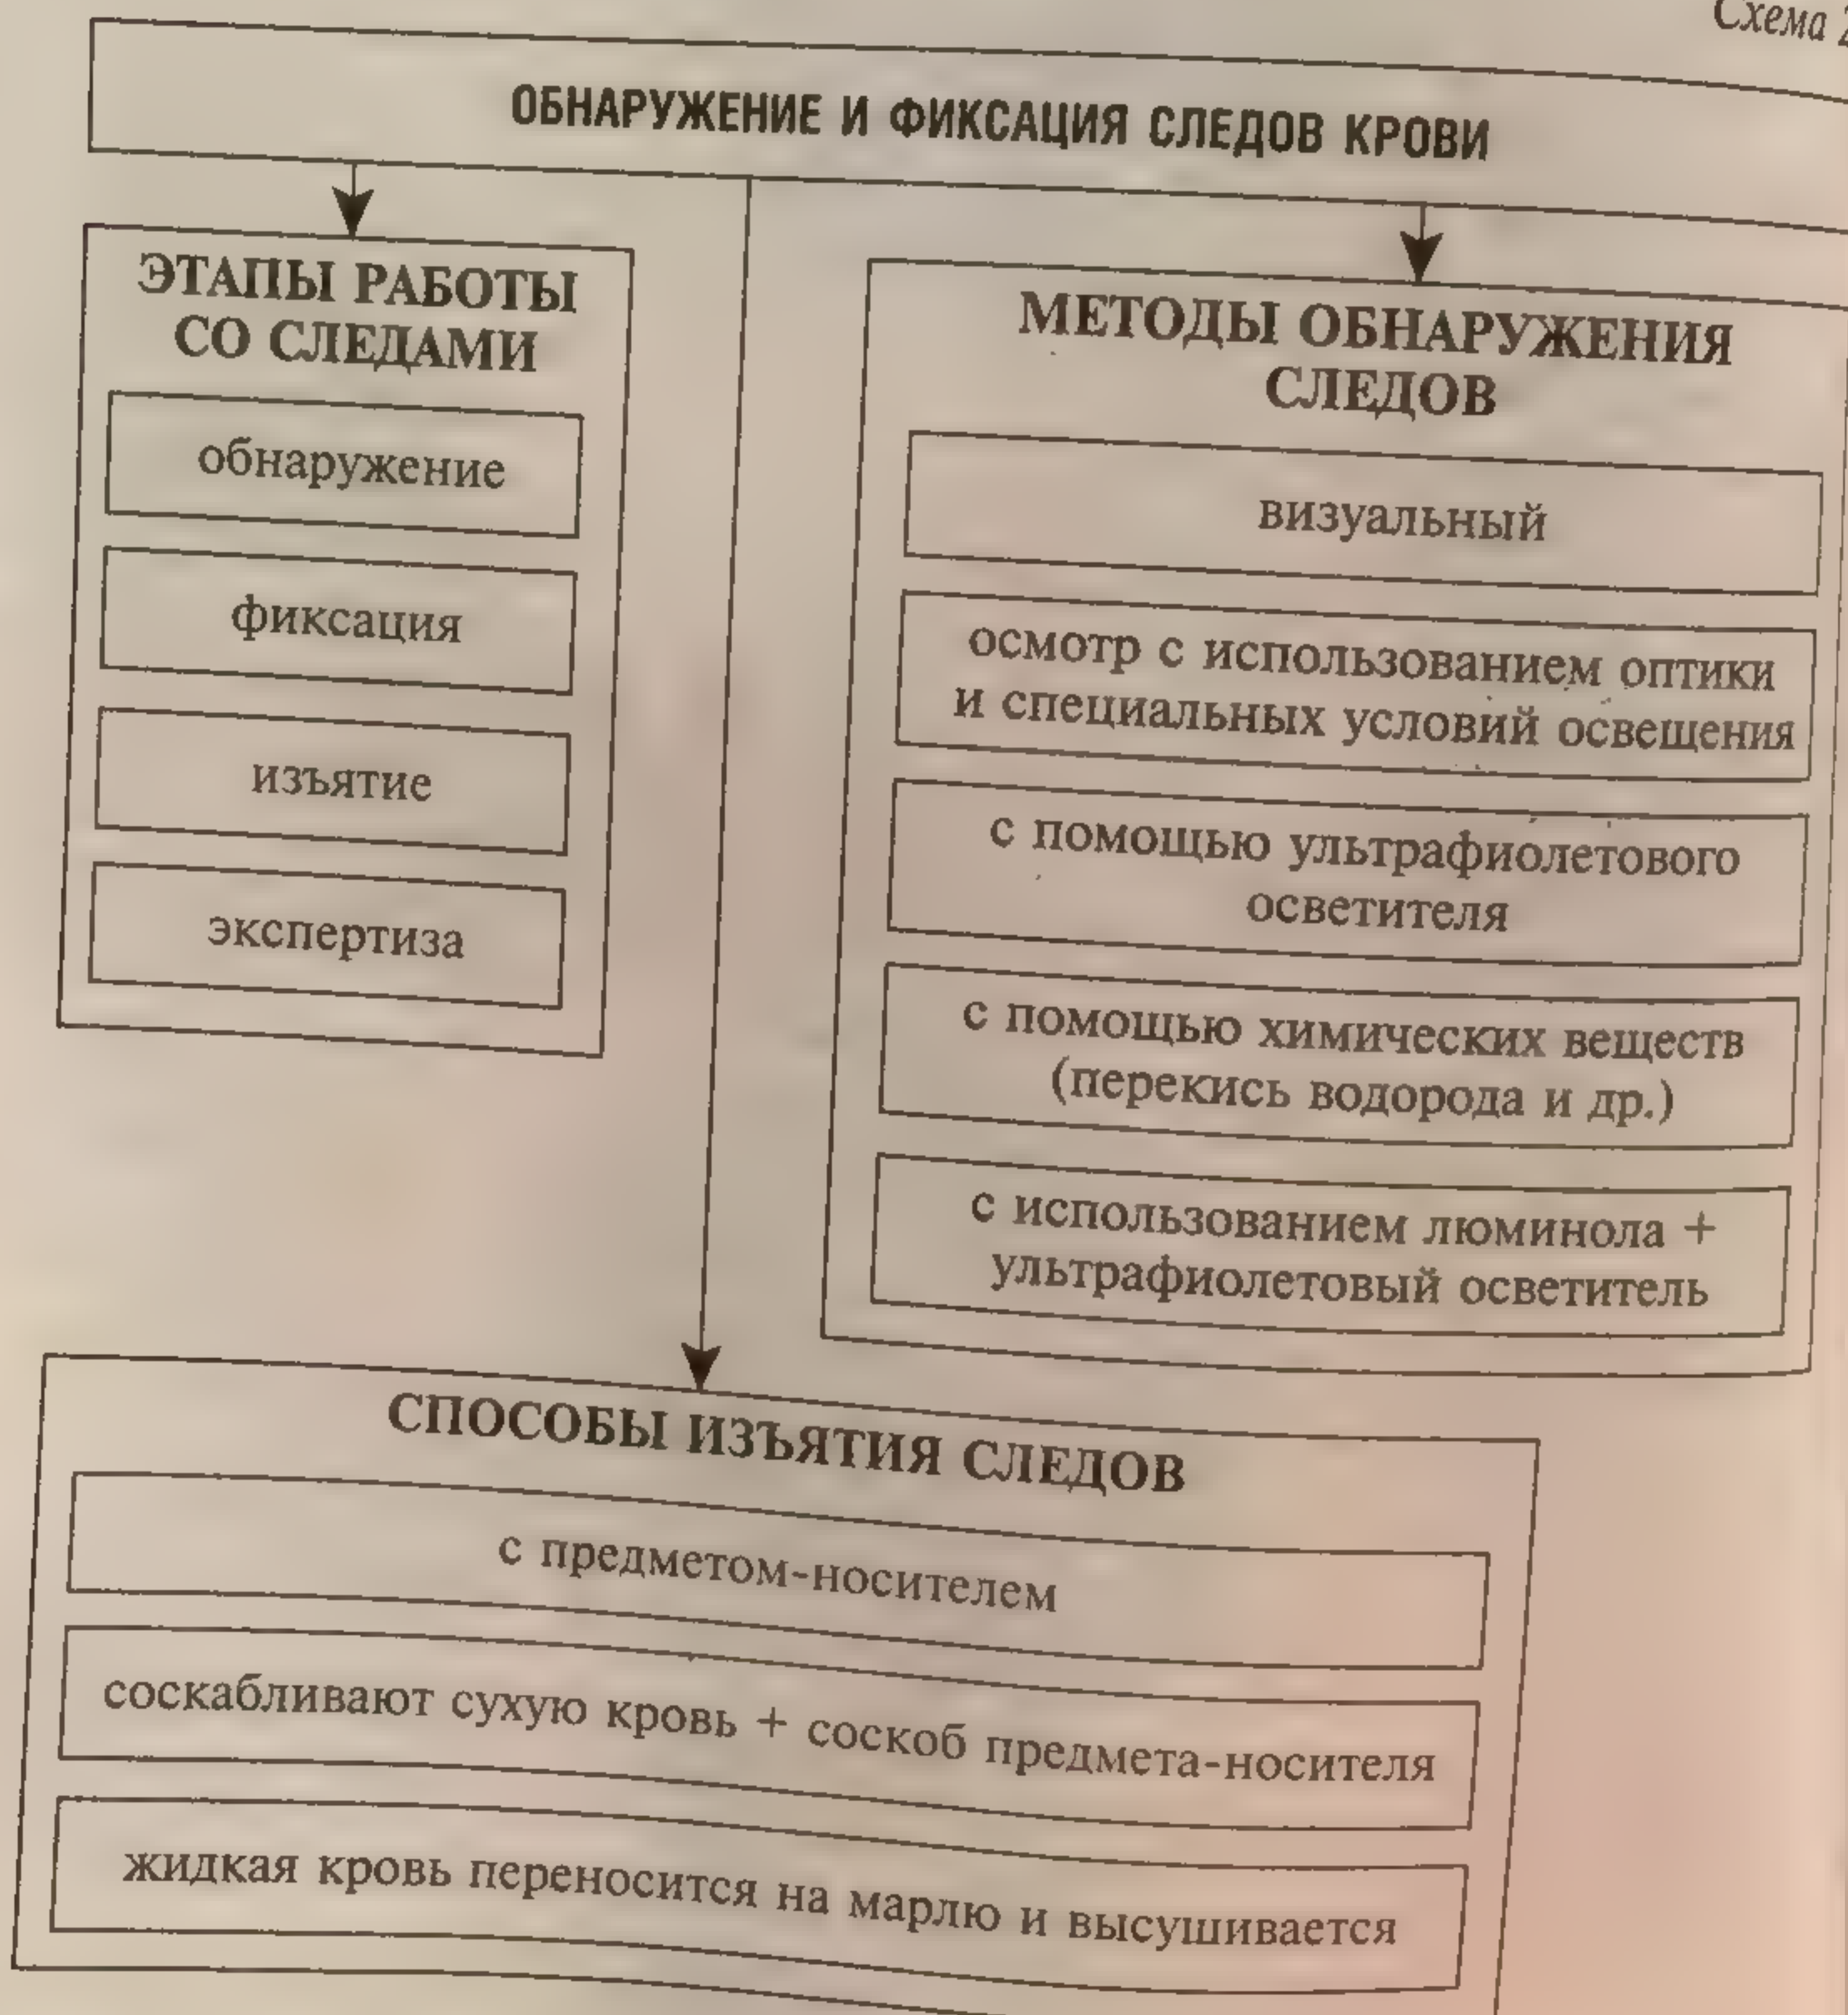 Схема 2
ОБНАРУЖЕНИЕ И ФИКСАЦИЯ СЛЕДОВ КРОВИ
ЭТАПЫ РАБОТЫ
СО СЛЕДАМИ
обнаружение
фиксация
изъятие
экспертиза
МЕТОДЫ ОБНАРУЖЕНИЯ
СЛЕДОВ
визуальный
осмотр с использованием оптики
и специальных условий освещения
с помощью ультрафиолетового
осветителя
с помощью химических веществ
(перекись водорода и др.)
с использованием люминола +
ультрафиолетовый осветитель
СПОСОБЫ ИЗЪЯТИЯ СЛЕДОВ
с предметом-носителем
соскабливают сухую кровь + соскоб предмета-носителя
жидкая кровь переносится на марлю и высушивается